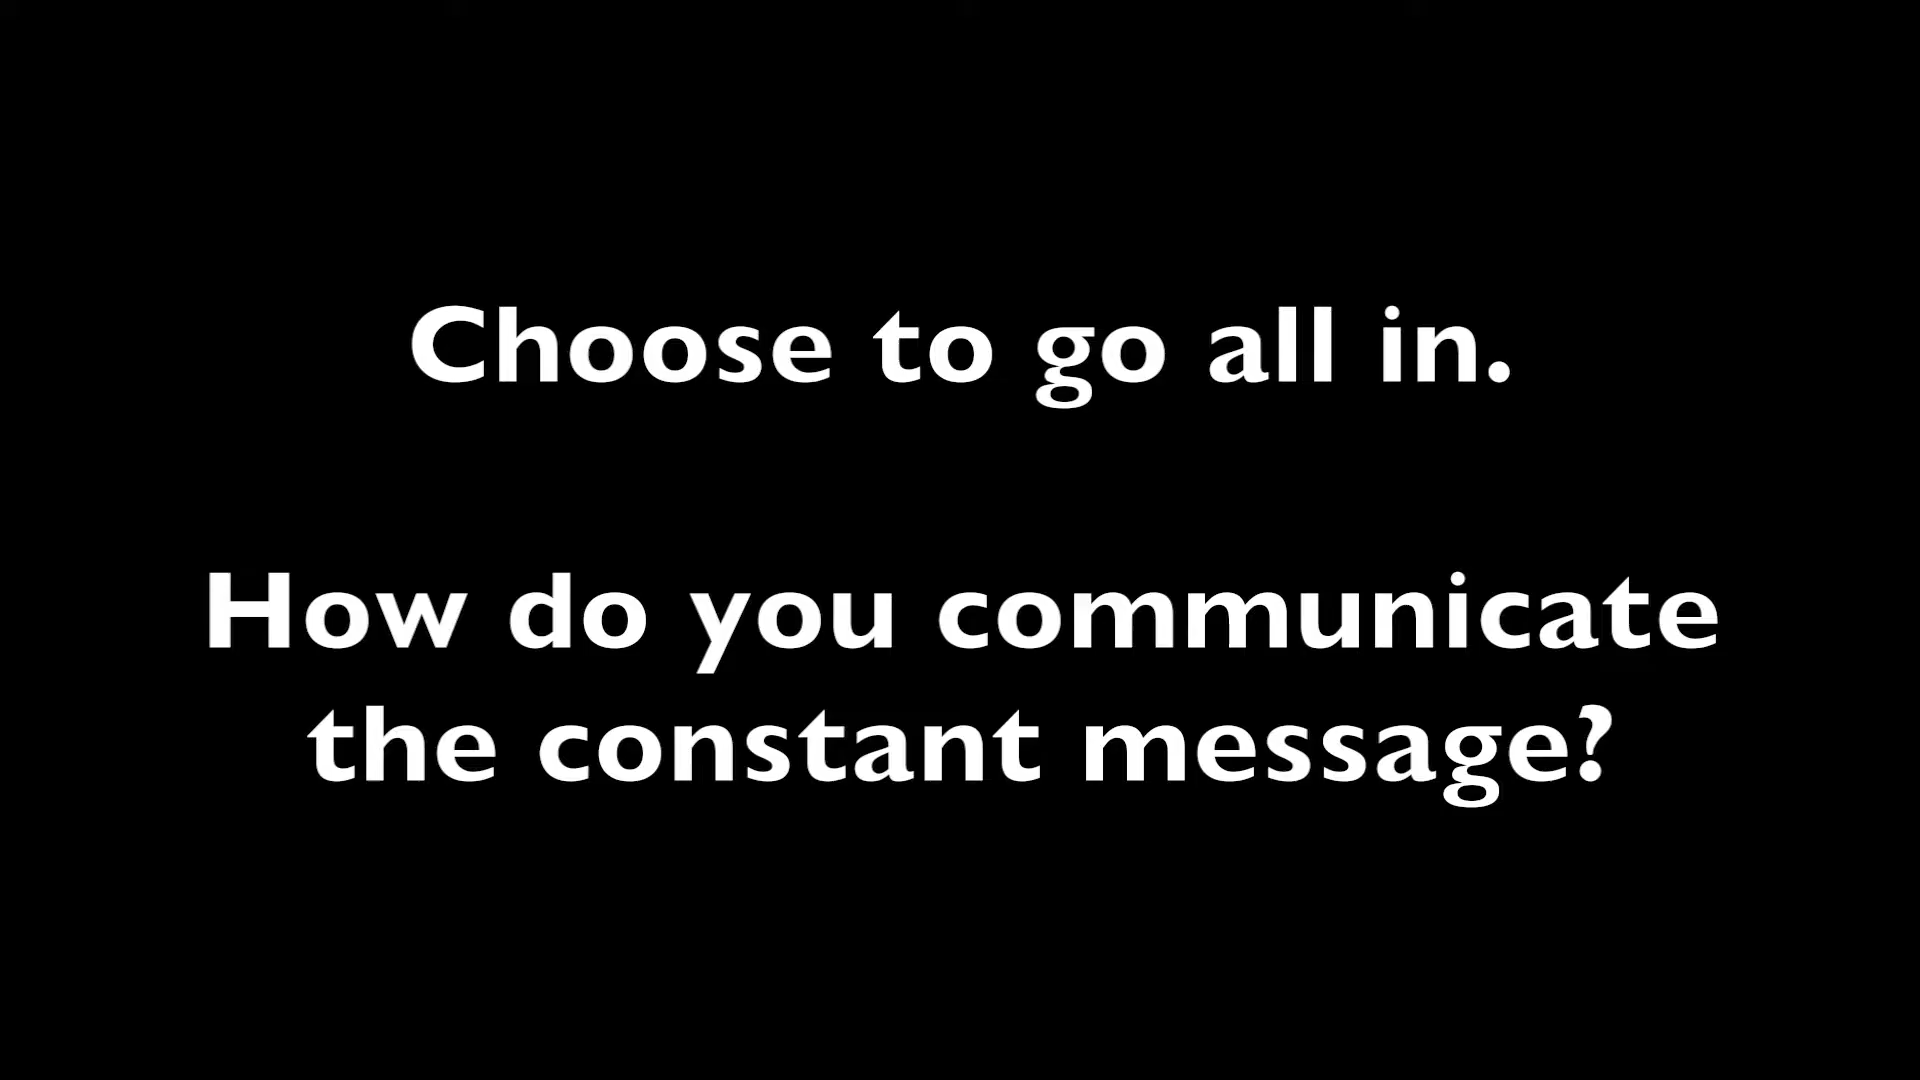 Choose to go all in.
How do you communicate
the constant message?